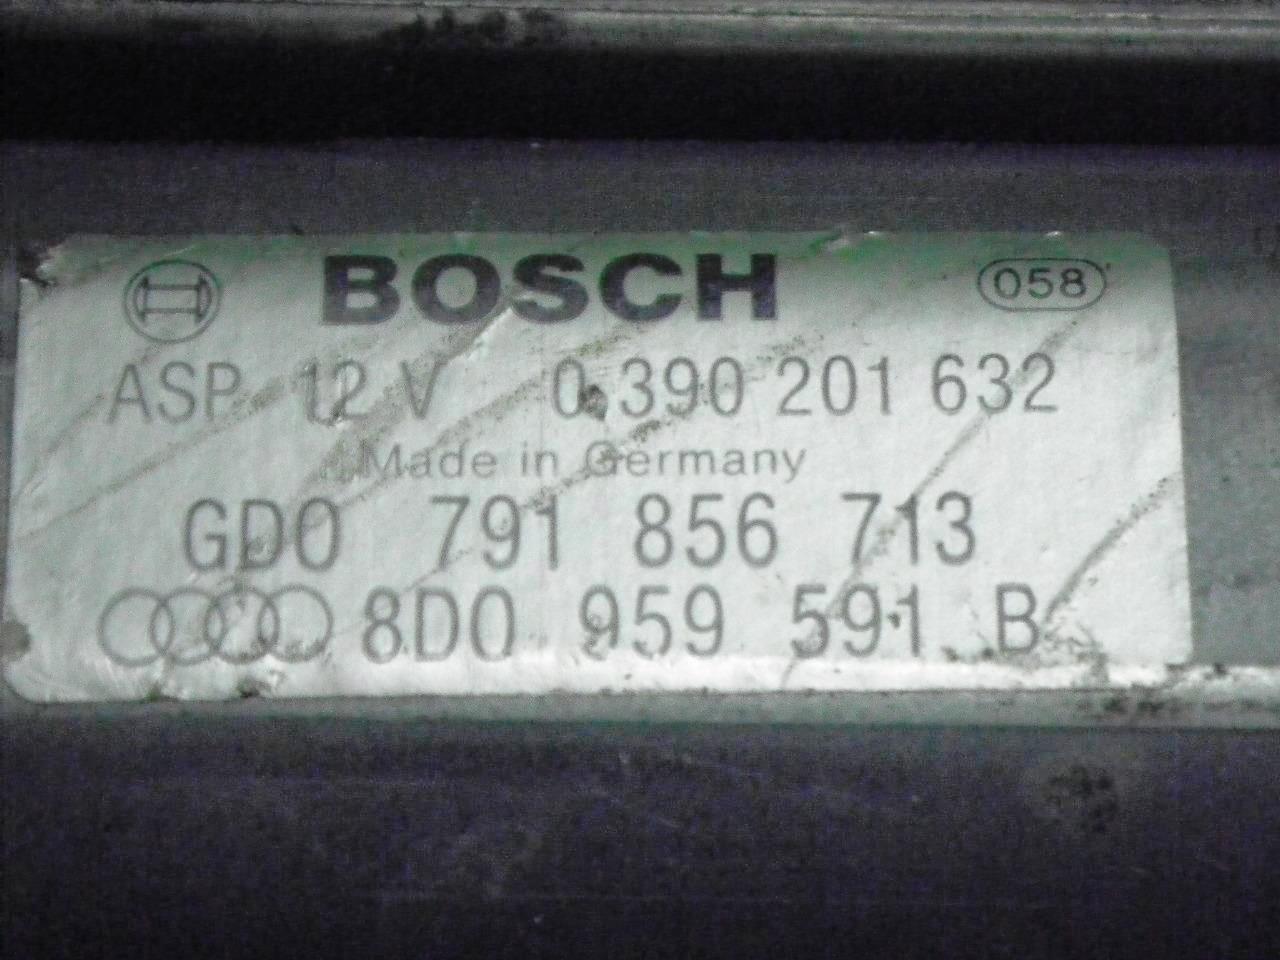 BOSCH 058
ASP 12 V 0 390 201 632
Made in Germany
GD0 791 856 713
8D0 959 591 B